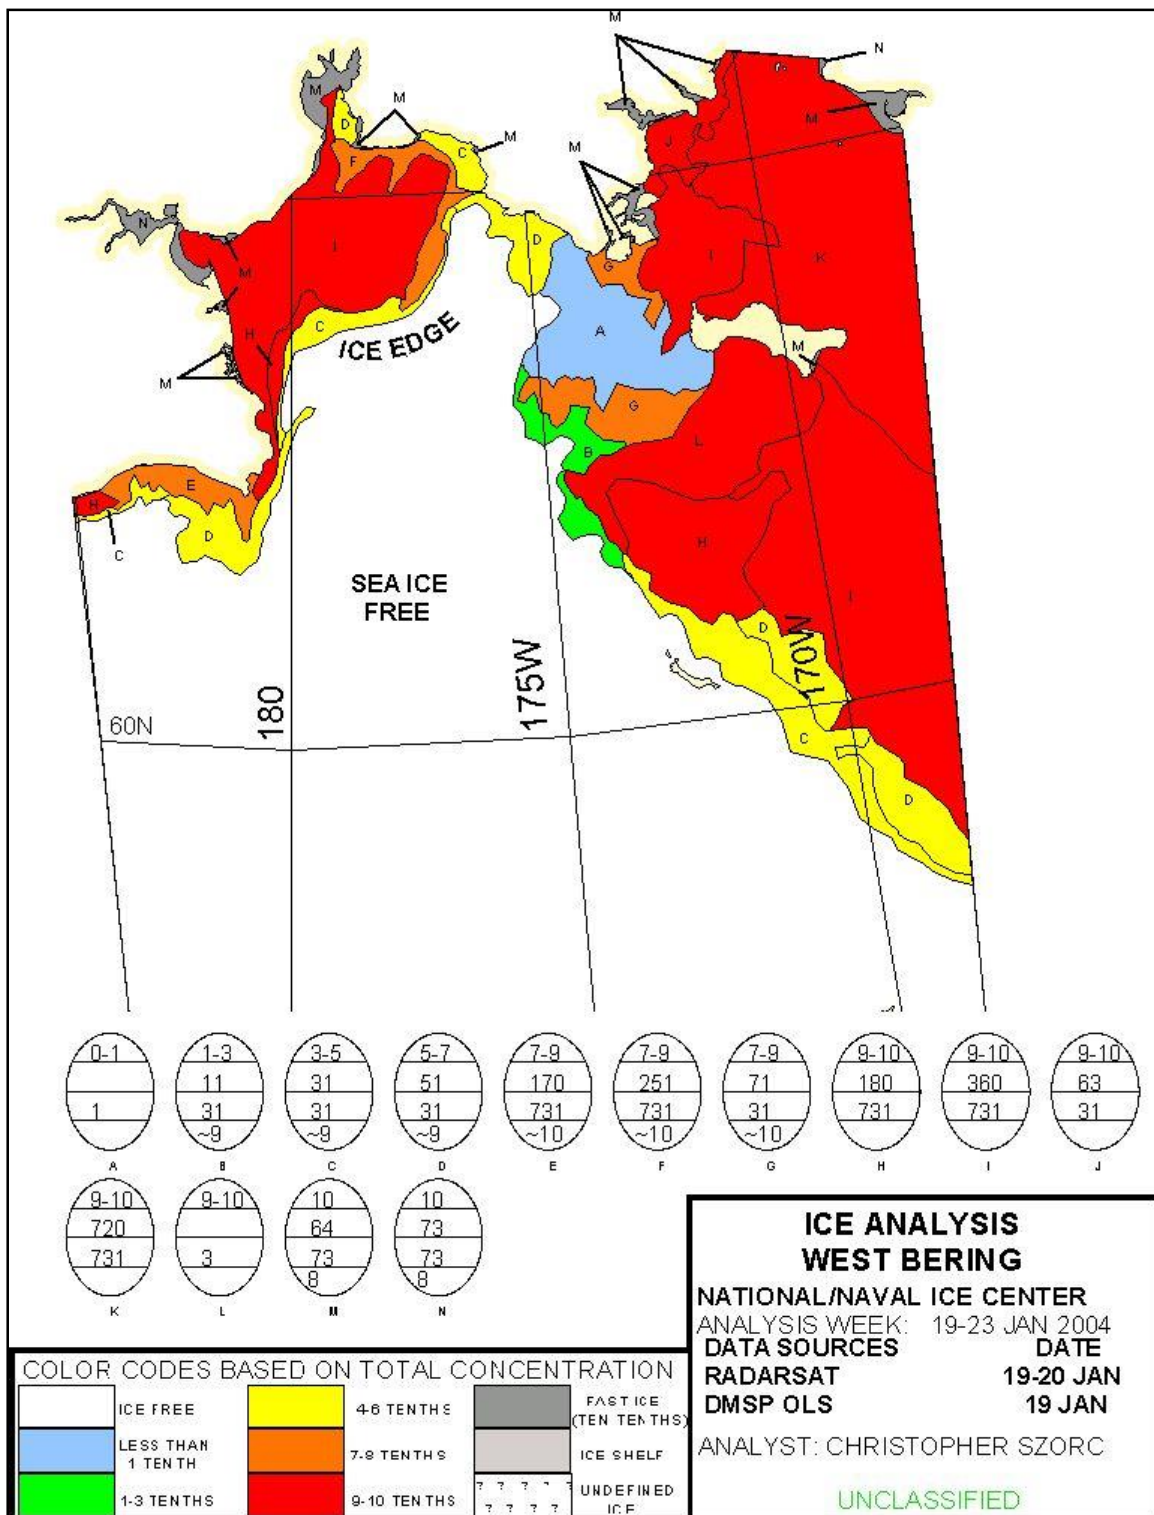 M
N
M
M
D
M
F
C
M
M
J
N
D
M
I
G
I
K
H
C
A
M
ICE EDGE
M
G
L
B
E
H
D
C
H
SEA ICE
FREE
I
D
170W
175W
180
60N
C
D
0-1
1
A
1-3
11
31
~9
B
3-5
31
31
~9
C
5-7
51
31
~9
D
7-9
170
731
~10
E
7-9
251
731
~10
F
7-9
71
31
~10
G
9-10
180
731
H
9-10
360
731
I
9-10
63
31
J
9-10
720
731
K
9-10
3
L
10
64
73
8
M
10
73
73
8
N
ICE ANALYSIS
WEST BERING
NATIONAL/NAVAL ICE CENTER
ANALYSIS WEEK: 19-23 JAN 2004
DATA SOURCES DATE
RADARSAT 19-20 JAN
DMSP OLS 19 JAN
ANALYST: CHRISTOPHER SZORC
UNCLASSIFIED
COLOR CODES BASED ON TOTAL CONCENTRATION
ICE FREE
LESS THAN
1 TENTH
1-3 TENTHS
4-6 TENTHS
7-8 TENTHS
9-10 TENTHS
FAST ICE
(TEN TENTHS)
ICE SHELF
? ? ? ? ?
? ? ? ?
UNDEFINED
ICE